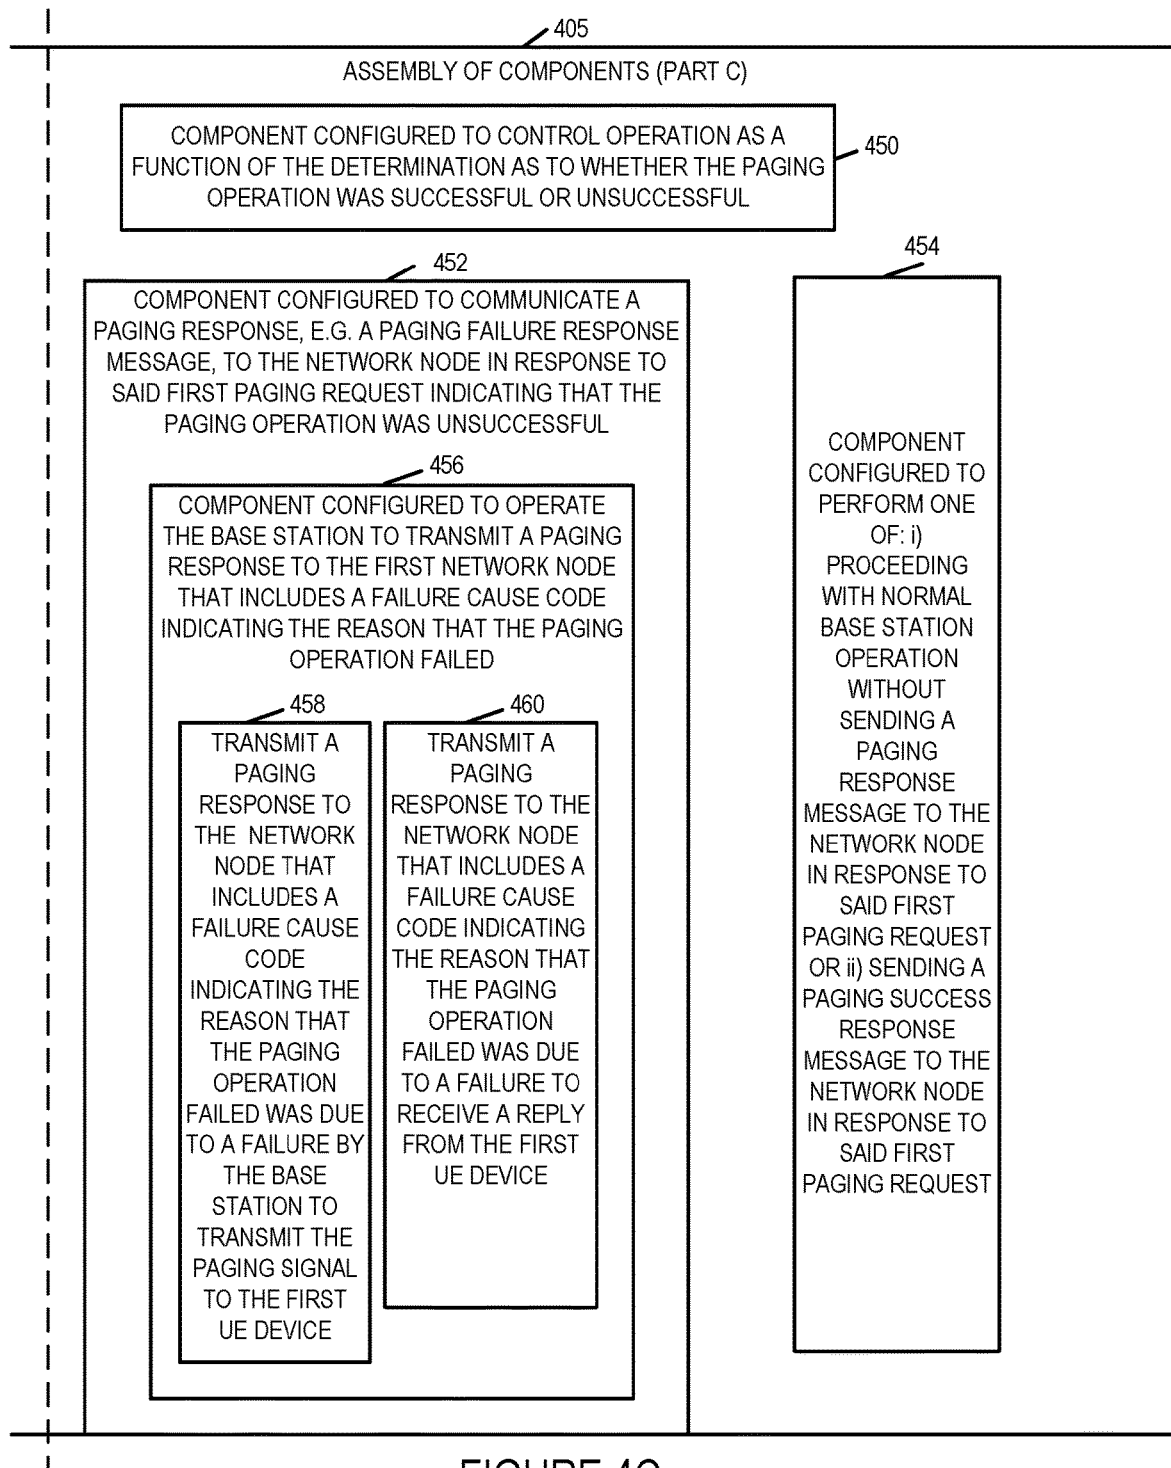 405
ASSEMBLY OF COMPONENTS (PART C)
COMPONENT CONFIGURED TO CONTROL OPERATION AS A
FUNCTION OF THE DETERMINATION AS TO WHETHER THE PAGING
OPERATION WAS SUCCESSFUL OR UNSUCCESSFUL
450
452
COMPONENT CONFIGURED TO COMMUNICATE A
PAGING RESPONSE, E.G. A PAGING FAILURE RESPONSE
MESSAGE, TO THE NETWORK NODE IN RESPONSE TO
SAID FIRST PAGING REQUEST INDICATING THAT THE
PAGING OPERATION WAS UNSUCCESSFUL
456
COMPONENT CONFIGURED TO OPERATE
THE BASE STATION TO TRANSMIT A PAGING
RESPONSE TO THE FIRST NETWORK NODE
THAT INCLUDES A FAILURE CAUSE CODE
INDICATING THE REASON THAT THE PAGING
OPERATION FAILED
458
TRANSMIT A
PAGING
RESPONSE TO
THE NETWORK
NODE THAT
INCLUDES A
FAILURE CAUSE
CODE
INDICATING THE
REASON THAT
THE PAGING
OPERATION
FAILED WAS DUE
TO A FAILURE BY
THE BASE
STATION TO
TRANSMIT THE
PAGING SIGNAL
TO THE FIRST
UE DEVICE
460
TRANSMIT A
PAGING
RESPONSE TO THE
NETWORK NODE
THAT INCLUDES A
FAILURE CAUSE
CODE INDICATING
THE REASON THAT
THE PAGING
OPERATION
FAILED WAS DUE
TO A FAILURE TO
RECEIVE A REPLY
FROM THE FIRST
UE DEVICE
454
COMPONENT
CONFIGURED TO
PERFORM ONE
OF: i)
PROCEEDING
WITH NORMAL
BASE STATION
OPERATION
WITHOUT
SENDING A
PAGING
RESPONSE
MESSAGE TO THE
NETWORK NODE
IN RESPONSE TO
SAID FIRST
PAGING REQUEST
OR ii) SENDING A
PAGING SUCCESS
RESPONSE
MESSAGE TO THE
NETWORK NODE
IN RESPONSE TO
SAID FIRST
PAGING REQUEST
FIGURE 4C